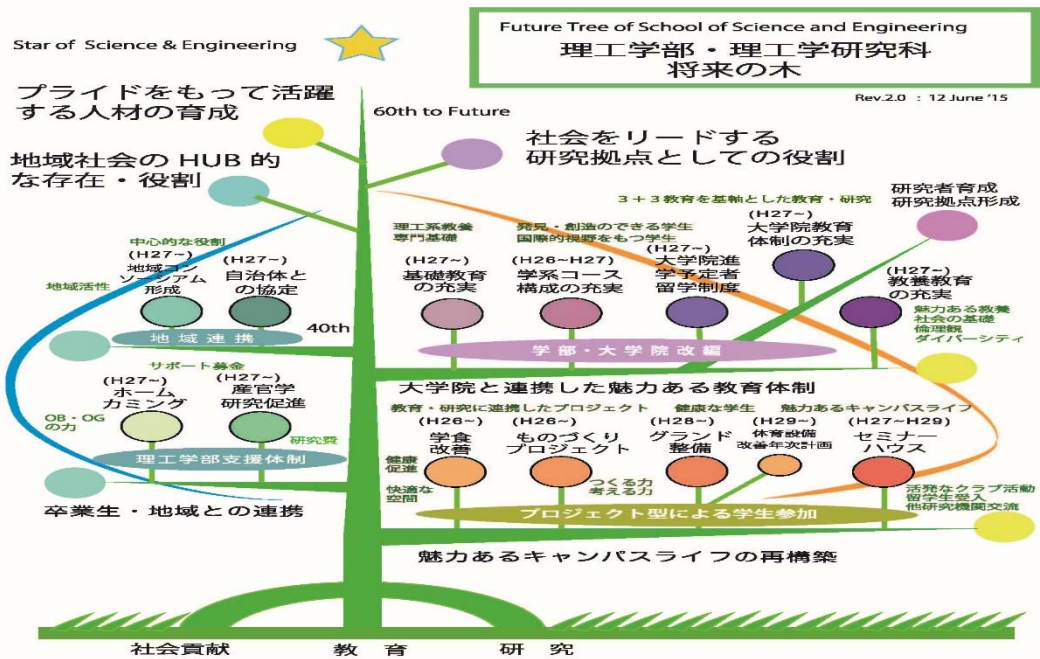 Star of Science & Engineering
Future Tree of School of Science and Engineering
理工学部・理工学研究科
将来の木
Rev.2.0 : 12 June '15
プライドをもって活躍
する人材の育成
60th to Future
地域社会の HUB 的
な存在・役割
社会をリードする
研究拠点としての役割
研究者育成
研究拠点形成
3+3教育を基軸とした教育・研究
(H27~)
大学院教育
体制の充実
中心的な役割
(H27~)
地域コン
ソーシアム
形成
地域活性
(H27~)
自治体と
の協定
理工系教養
専門基礎
(H27~)
基礎教育
の充実
発見・創造のできる学生
国際的視野をもつ学生
(H26~H27)
学系コース
構成の充実
(H27~)
大学院進
学予定者
留学制度
(H27~)
教養教育
の充実
魅力ある教養
社会の基礎
倫理観
ダイバーシティ
40th
地域連携
学部・大学院改編
大学院と連携した魅力ある教育体制
サポート募金
(H27~)
ホーム
カミング
OB・OG
の力
(H27~)
産官学
研究促進
研究費
理工学部支援体制
卒業生・地域との連携
教育・研究に連携したプロジェクト
健康な学生
魅力あるキャンパスライフ
(H26~)
学食
改善
健康
促進
快適な
空間
(H26~)
ものづくり
プロジェクト
つくる力
考える力
(H28~)
グランド
整備
(H29~)
体育設備
改善年次計画
(H27~H29)
セミナー
ハウス
活発なクラブ活動
留学生受入
他研究機関交流
プロジェクト型による学生参加
魅力あるキャンパスライフの再構築
社会貢献
教育
研究